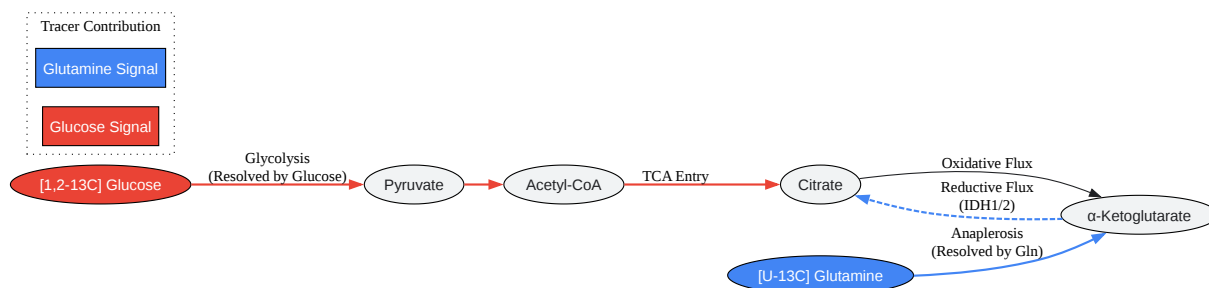 Tracer Contribution
Glutamine Signal
Glucose Signal
[1,2-13C] Glucose
Glycolysis
(Resolved by Glucose)
Pyruvate
Acetyl-CoA
TCA Entry
Citrate
Oxidative Flux
Reductive Flux
(IDH1/2)
α-Ketoglutarate
Anaplerosis
(Resolved by Gln)
[U-13C] Glutamine